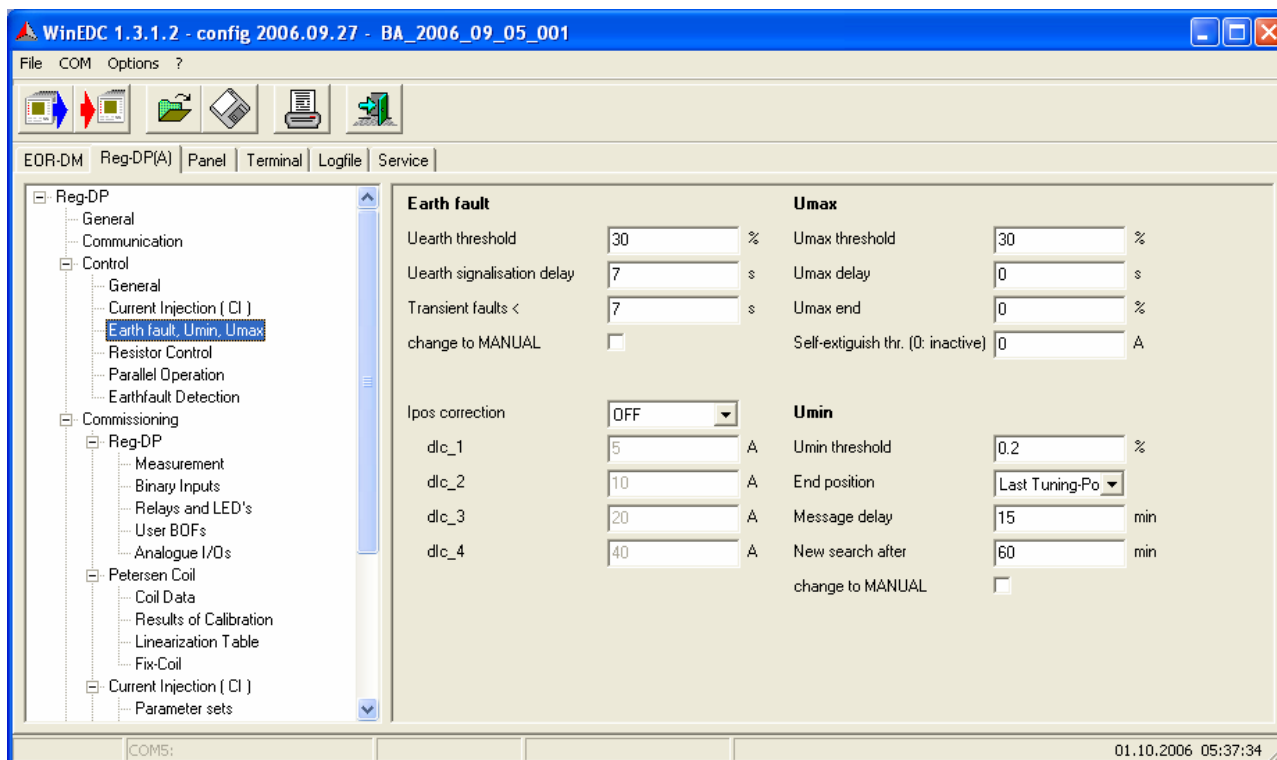 WinEDC 1.3.1.2 - config 2006.09.27 - BA_2006_09_05_001
File COM Options ?
EOR-DM Reg-DP(A) Panel Terminal Logfile Service
Reg-DP
General
Communication
Control
General
Current Injection ( CI )
Earth fault, Umin, Umax
Resistor Control
Parallel Operation
Earthfault Detection
Commissioning
Reg-DP
Measurement
Binary Inputs
Relays and LED's
User BOFs
Analogue I/Os
Petersen Coil
Coil Data
Results of Calibration
Linearization Table
Fix-Coil
Current Injection ( CI )
Parameter sets
Earth fault
Uearth threshold 30 %
Uearth signalisation delay 7 s
Transient faults < 7 s
change to MANUAL
Ipos correction OFF
dIc_1 5 A
dIc_2 10 A
dIc_3 20 A
dIc_4 40 A
Umax
Umax threshold 30 %
Umax delay 0 s
Umax end 0 %
Self-extiguish thr. (0: inactive) 0 A
Umin
Umin threshold 0.2 %
End position Last Tuning-Po
Message delay 15 min
New search after 60 min
change to MANUAL
COM5:
01.10.2006 05:37:34